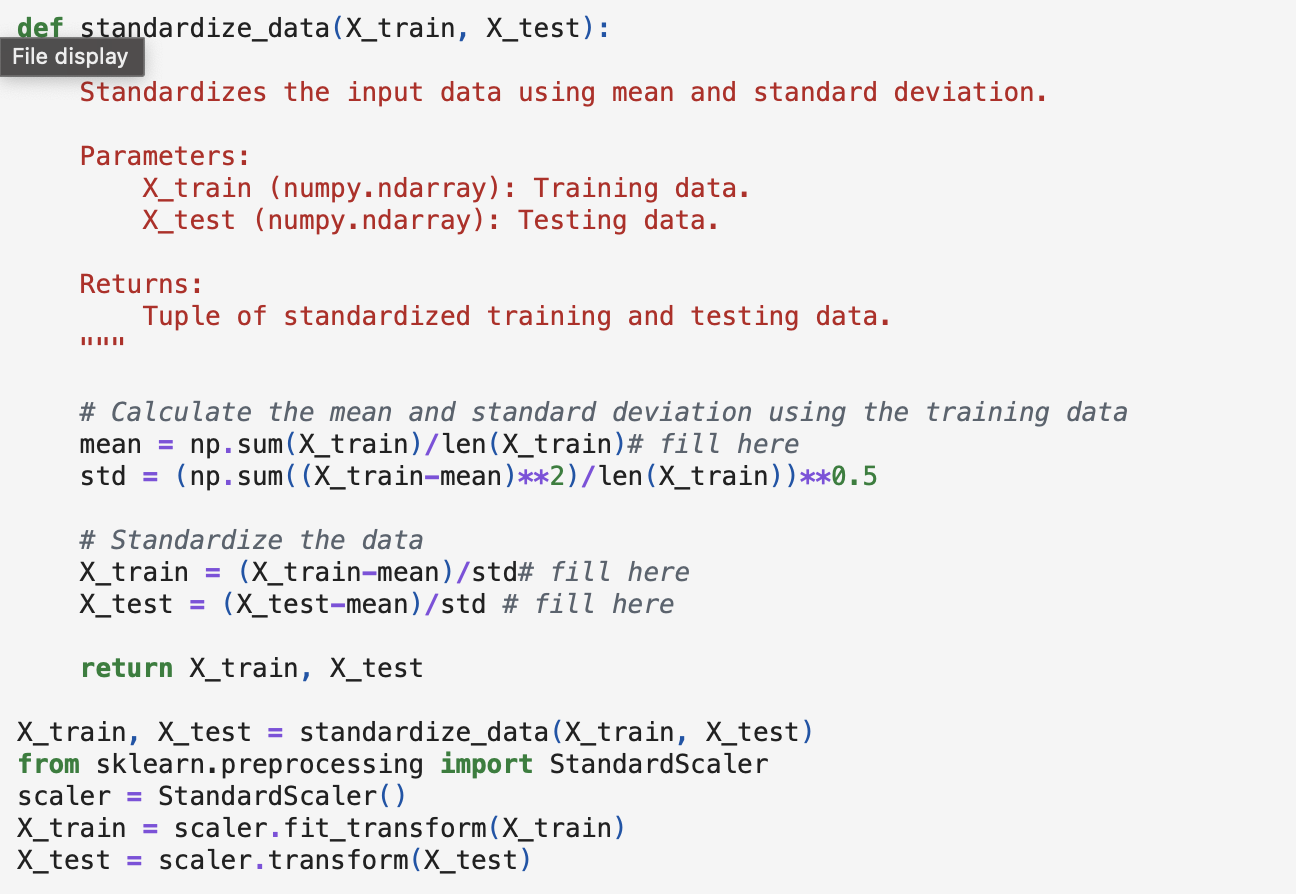 def standardize_data(X_train, X_test):
File display
    Standardizes the input data using mean and standard deviation.
    Parameters:
        X_train (numpy.ndarray): Training data.
        X_test (numpy.ndarray): Testing data.
    Returns:
        Tuple of standardized training and testing data.
    """
    # Calculate the mean and standard deviation using the training data
    mean = np.sum(X_train)/len(X_train)# fill here
    std = (np.sum((X_train-mean)**2)/len(X_train))**0.5
    # Standardize the data
    X_train = (X_train-mean)/std# fill here
    X_test = (X_test-mean)/std # fill here
    return X_train, X_test
X_train, X_test = standardize_data(X_train, X_test)
from sklearn.preprocessing import StandardScaler
scaler = StandardScaler()
X_train = scaler.fit_transform(X_train)
X_test = scaler.transform(X_test)